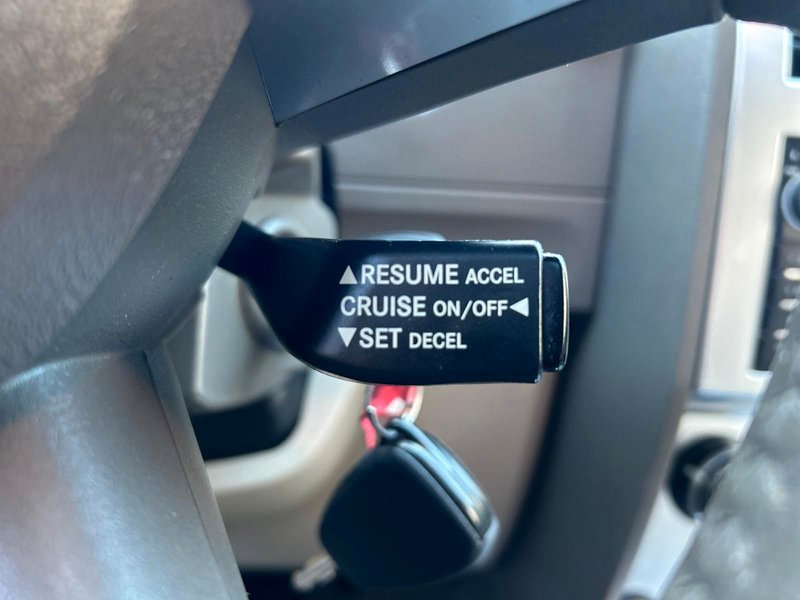 ▲RESUME ACCEL
CRUISE ON/OFF◀
▼SET DECEL